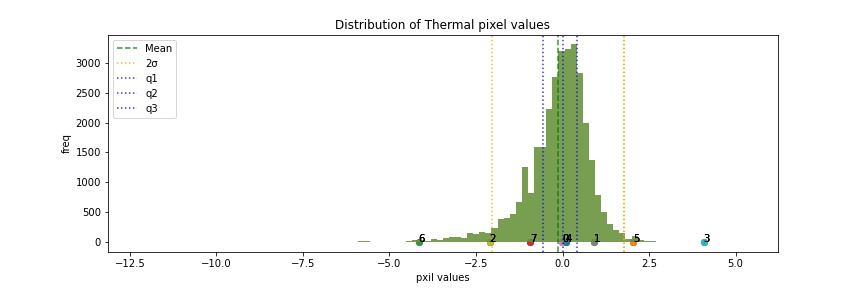 Distribution of Thermal pixel values
Mean
2σ
q1
q2
q3
freq
3000
2500
2000
1500
1000
500
0
6 2 7 0 4 1 5 3
−12.5 −10.0 −7.5 −5.0 −2.5 0.0 2.5 5.0
pxil values